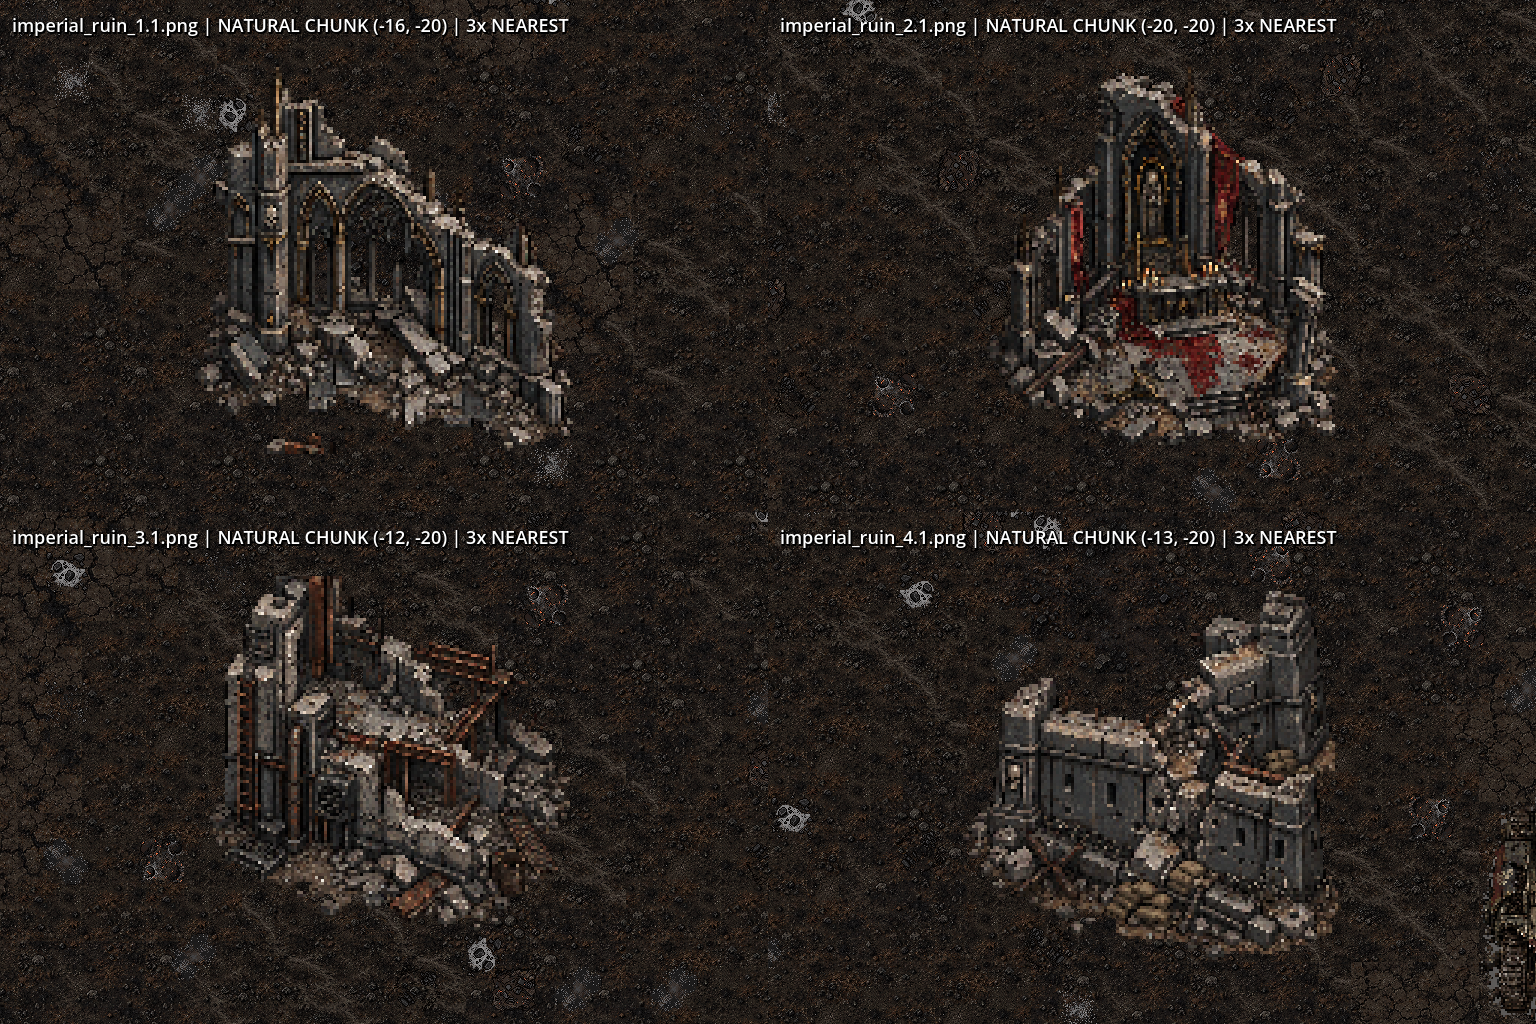 imperial_ruin_1.1.png | NATURAL CHUNK (-16, -20) | 3x NEAREST
imperial_ruin_2.1.png | NATURAL CHUNK (-20, -20) | 3x NEAREST
imperial_ruin_3.1.png | NATURAL CHUNK (-12, -20) | 3x NEAREST
imperial_ruin_4.1.png | NATURAL CHUNK (-13, -20) | 3x NEAREST